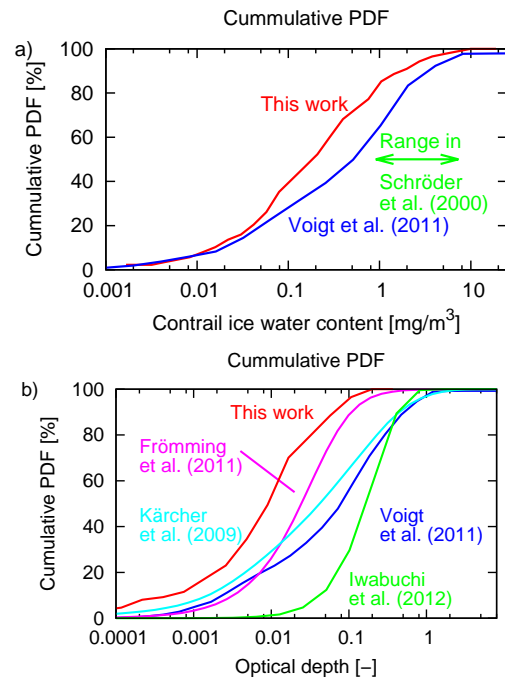 Cummulative PDF
a)
Cummulative PDF [%]
100
80
60
40
20
0
This work
Range in
Schröder
et al. (2000)
Voigt et al. (2011)
0.001
0.01
0.1
1
10
Contrail ice water content [mg/m³]
Cummulative PDF
b)
Cummulative PDF [%]
100
80
60
40
20
0
This work
Frömming
et al. (2011)
Kärcher
et al.
(2009)
Voigt
et al.
(2011)
Iwabuchi
et al. (2012)
0.0001
0.001
0.01
0.1
1
Optical depth [−]